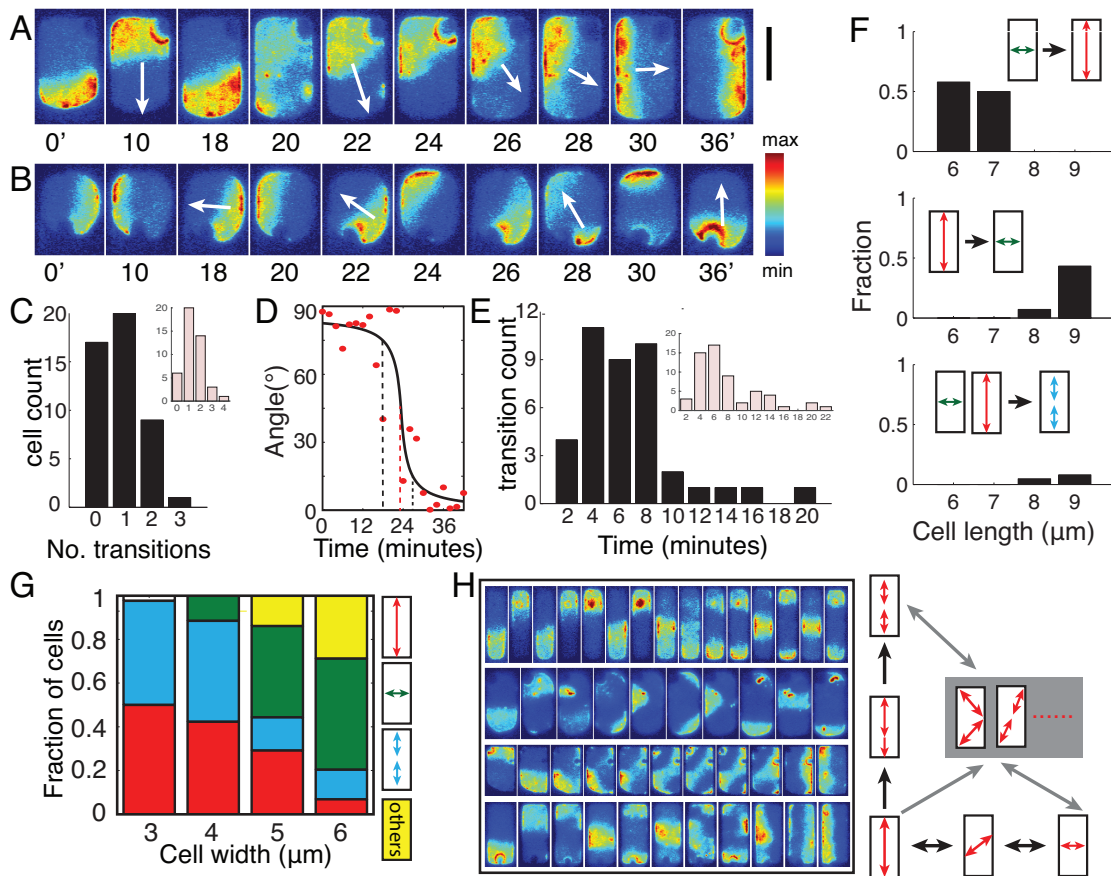 A
0' 10 18 20 22 24 26 28 30 36'
B
max
min
0' 10 18 20 22 24 26 28 30 36'
C
cell count
20
15
10
5
0
0 1 2 3
No. transitions
20
15
10
5
0
0 1 2 3 4
D
Angle(°)
90
45
0
0 12 24 36
Time (minutes)
E
transition count
12
10
8
6
4
2
0
2 4 6 8 10 12 14 16 18 20
Time (minutes)
20
15
10
5
0
2 4 6 8 10 12 14 16 18 20 22
F
Fraction
1
0.5
0
6 7 8 9
1
0.5
0
6 7 8 9
1
0.5
0
6 7 8 9
Cell length (µm)
G
Fraction of cells
1
0.8
0.6
0.4
0.2
0
3 4 5 6
Cell width (µm)
others
H